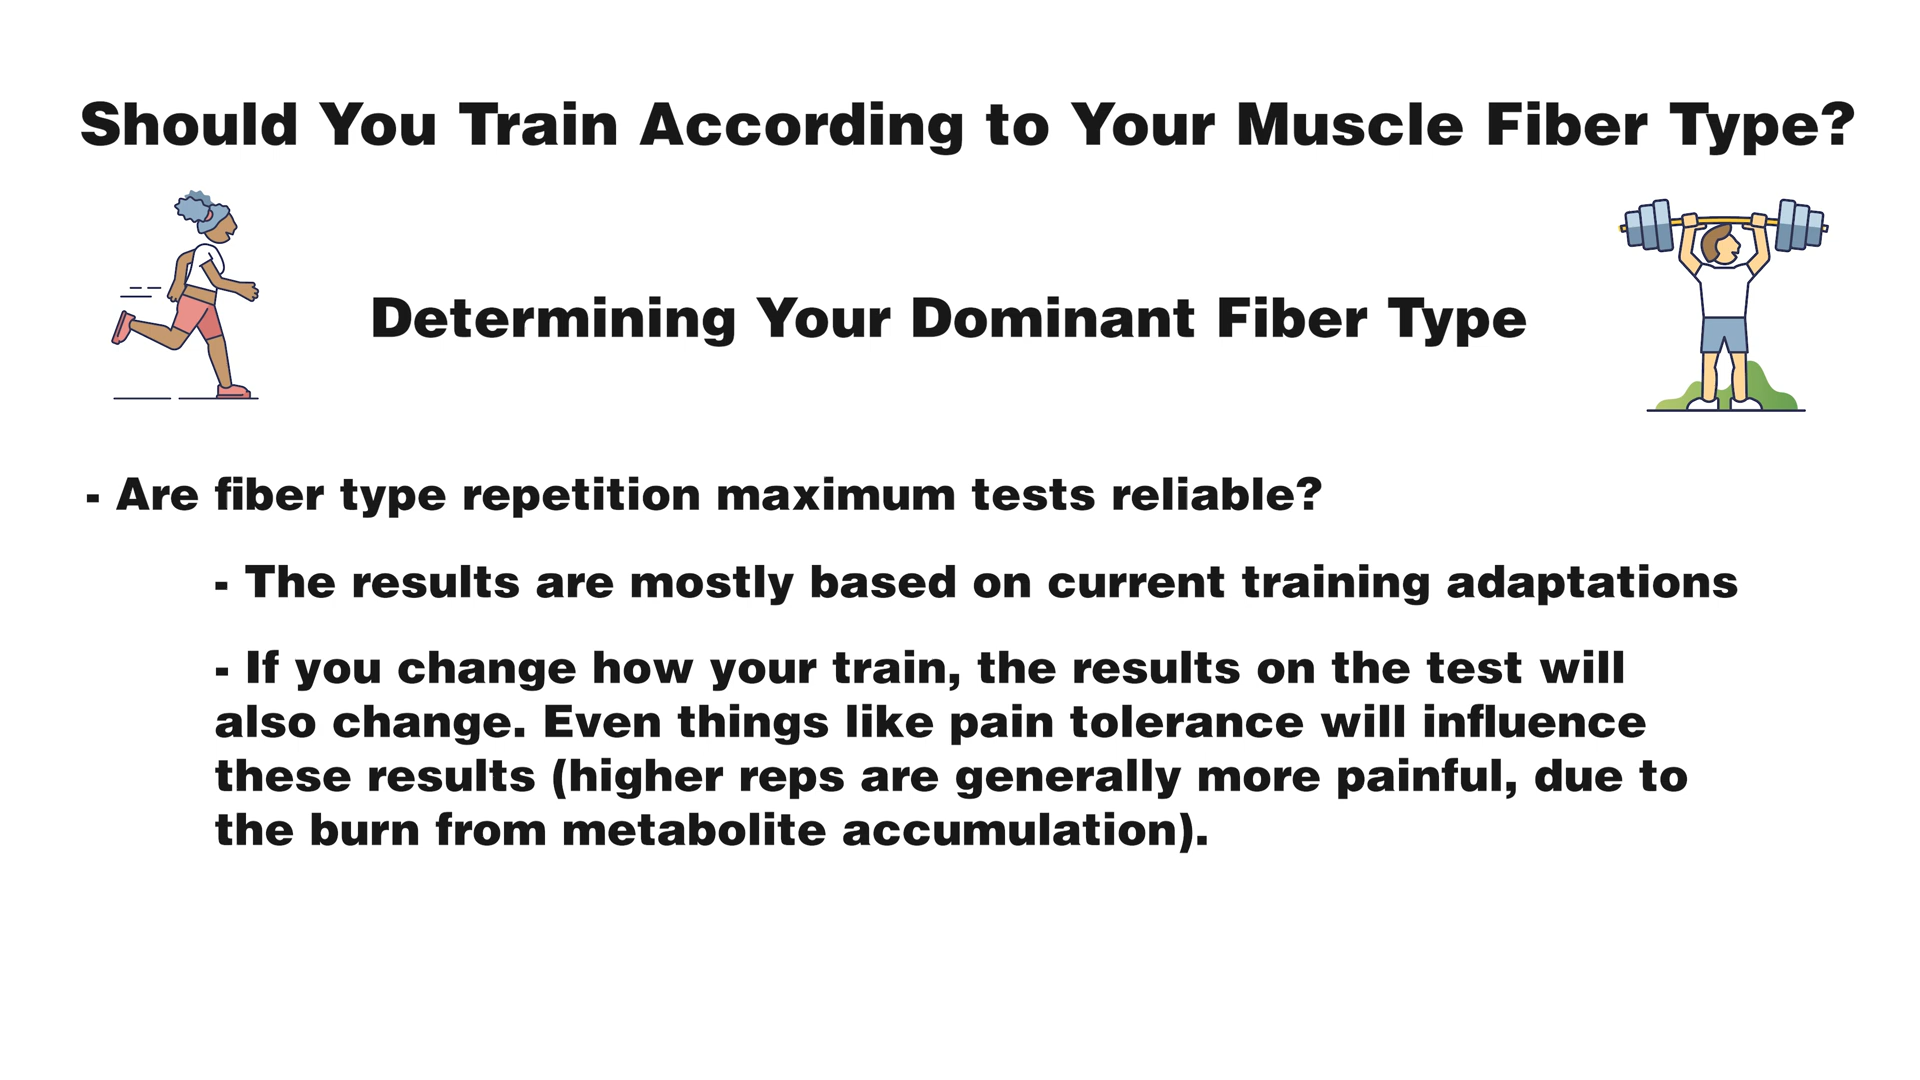 Should You Train According to Your Muscle Fiber Type?
Determining Your Dominant Fiber Type
- Are fiber type repetition maximum tests reliable?
- The results are mostly based on current training adaptations
- If you change how your train, the results on the test will
also change. Even things like pain tolerance will influence
these results (higher reps are generally more painful, due to
the burn from metabolite accumulation).